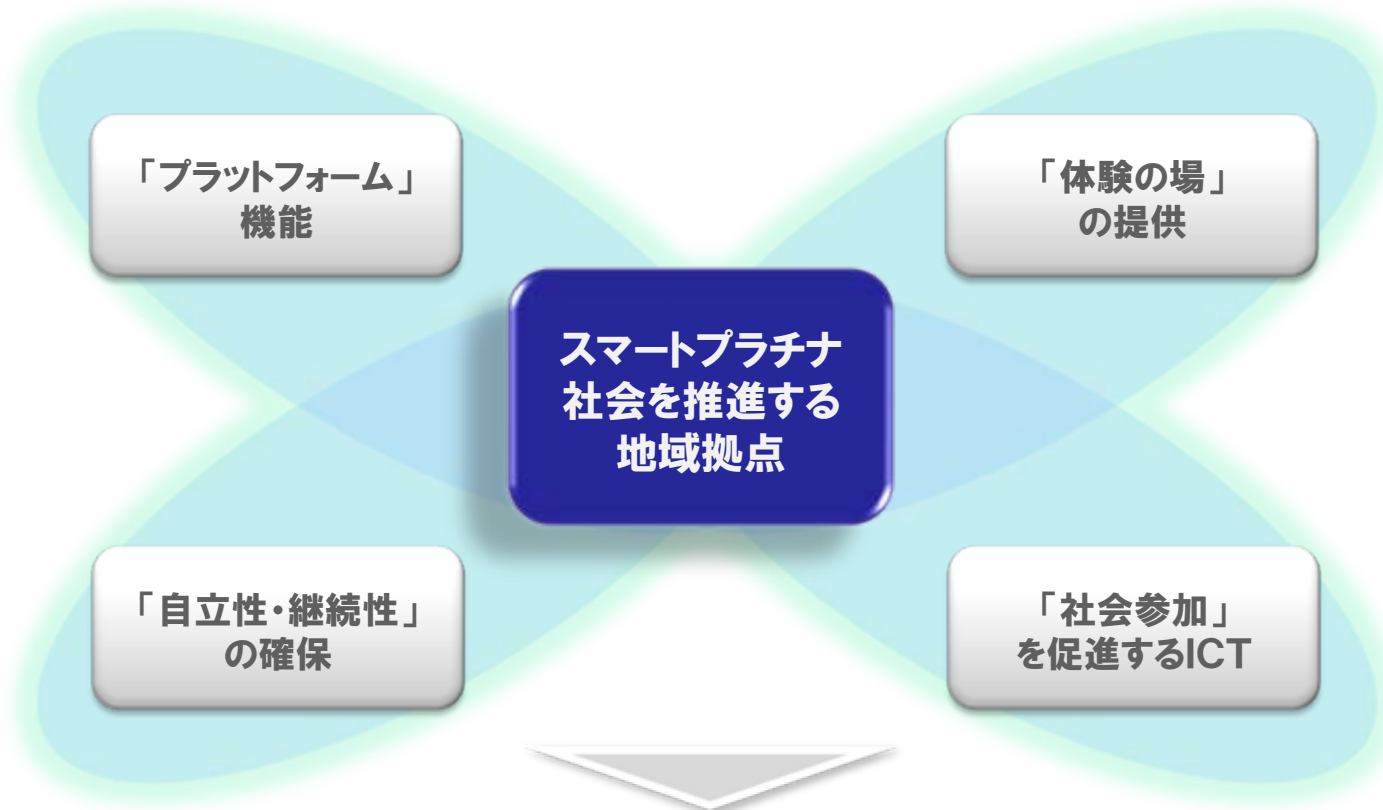 「プラットフォーム」
機能
「体験の場」
の提供
スマートプラチナ
社会を推進する
地域拠点
「自立性・継続性」
の確保
「社会参加」
を促進するICT